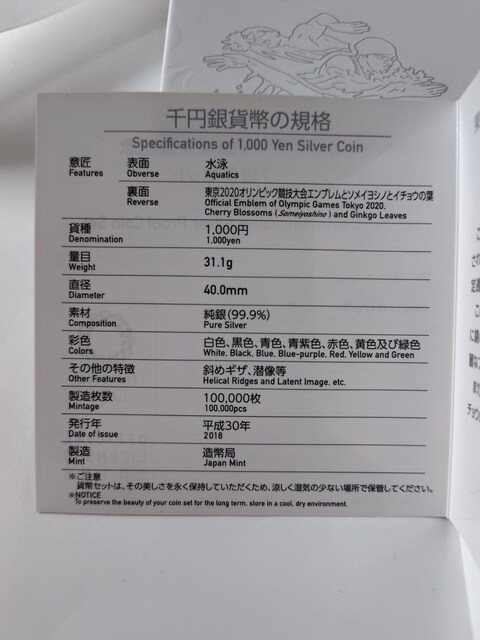 千円銀貨幣の規格
Specifications of 1,000 Yen Silver Coin
意匠 表面 水泳
Features Obverse Aquatics
裏面 東京2020オリンピック競技大会エンブレムとソメイヨシノとイチョウの葉
Reverse Official Emblem of Olympic Games Tokyo 2020,
Cherry Blossoms (Someiyoshino) and Ginkgo Leaves
貨種 1,000円
Denomination 1,000yen
量目 31.1g
Weight
直径 40.0mm
Diameter
素材 純銀(99.9%)
Composition Pure Silver
彩色 白色、黒色、青色、青紫色、赤色、黄色及び緑色
Colors White, Black, Blue, Blue-purple, Red, Yellow and Green
その他の特徴 斜めギザ、潜像等
Other Features Helical Ridges and Latent Image, etc.
製造枚数 100,000枚
Mintage 100,000pcs
発行年 平成30年
Date of issue 2018
製造 造幣局
Mint Japan Mint
※ご注意
貨幣セットは、その美しさを永く保持していただくため、涼しく湿気の少ない場所で保管してください。
※NOTICE
To preserve the beauty of your coin set for the long term, store in a cool, dry environment.